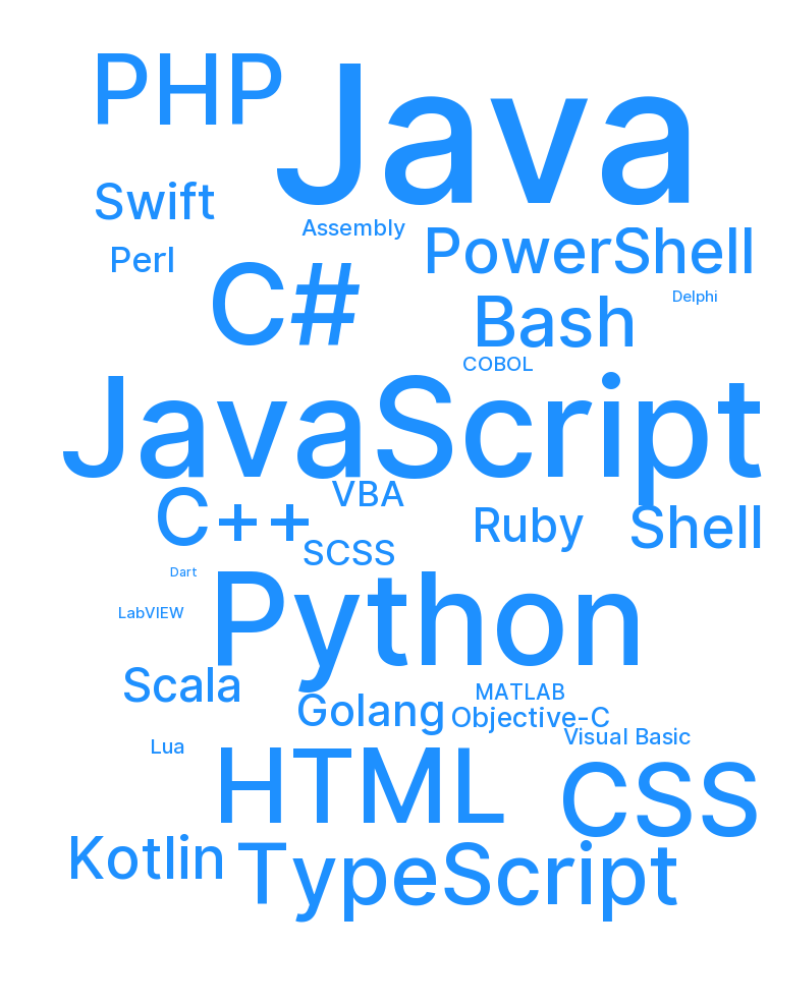 PHP
Java
Swift
Assembly
PowerShell
Perl
C#
Delphi
Bash
COBOL
JavaScript
VBA
C++
Ruby
Shell
SCSS
Dart
Python
LabVIEW
Scala
MATLAB
Golang
Objective-C
Visual Basic
Lua
HTML
CSS
Kotlin
TypeScript